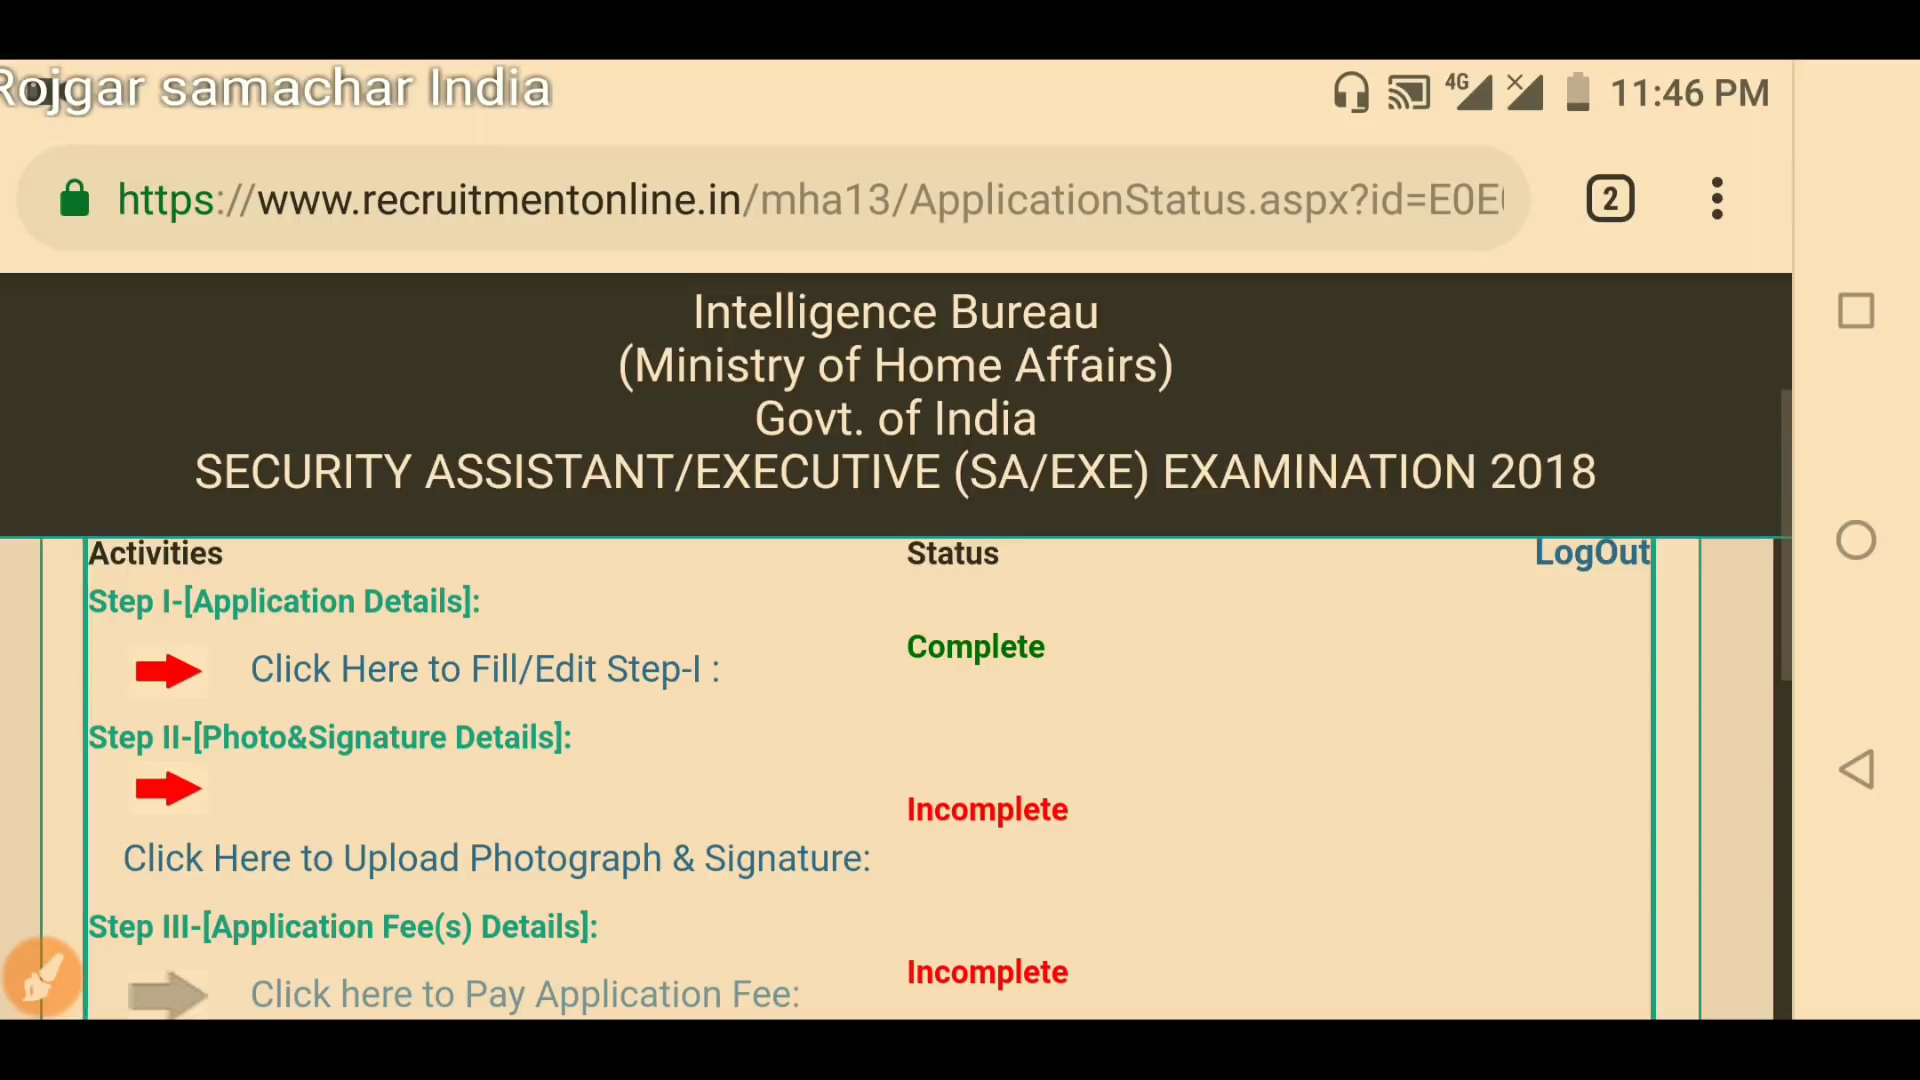 Rojgar samachar India
4G
11:46 PM
https://www.recruitmentonline.in/mha13/ApplicationStatus.aspx?id=E0E
2
Intelligence Bureau
(Ministry of Home Affairs)
Govt. of India
SECURITY ASSISTANT/EXECUTIVE (SA/EXE) EXAMINATION 2018
Activities Status LogOut
Step I-[Application Details]:
Complete
Click Here to Fill/Edit Step-I :
Step II-[Photo&Signature Details]:
Incomplete
Click Here to Upload Photograph & Signature:
Step III-[Application Fee(s) Details]:
Incomplete
Click here to Pay Application Fee: